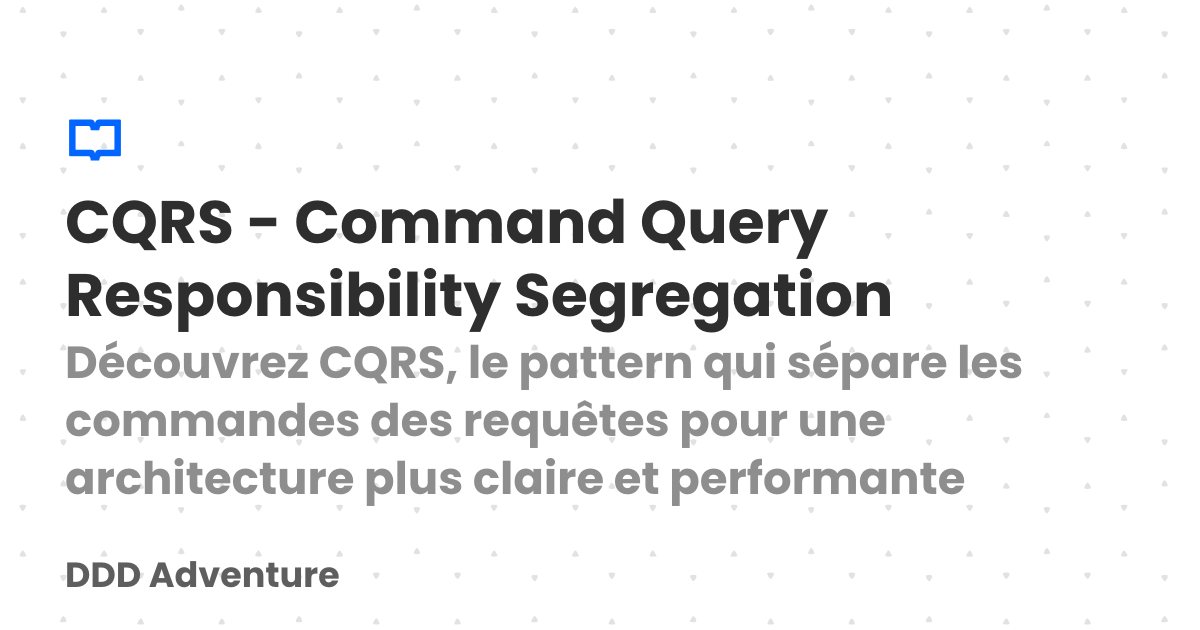 CQRS - Command Query
Responsibility Segregation
Découvrez CQRS, le pattern qui sépare les
commandes des requêtes pour une
architecture plus claire et performante
DDD Adventure